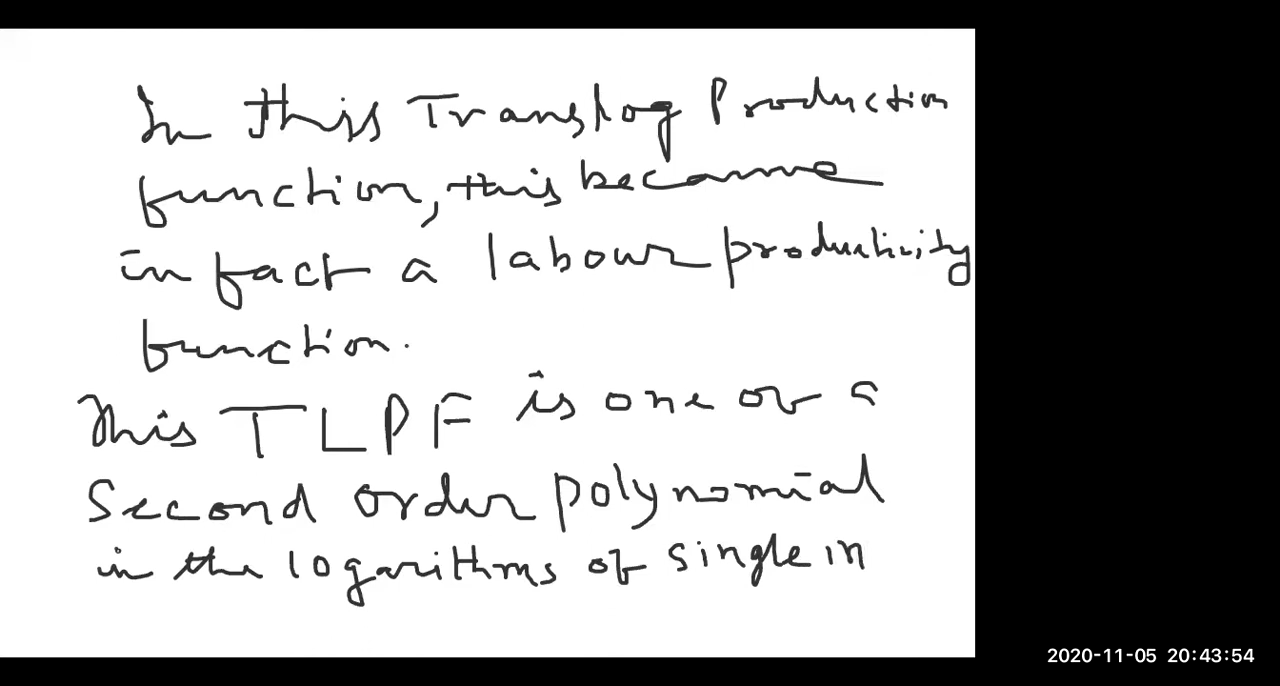 In this Translog Production
function, this became
in fact a labour productivity
function.
This TLPF is one of a
Second order polynomial
in the logarithms of single in
2020-11-05 20:43:54